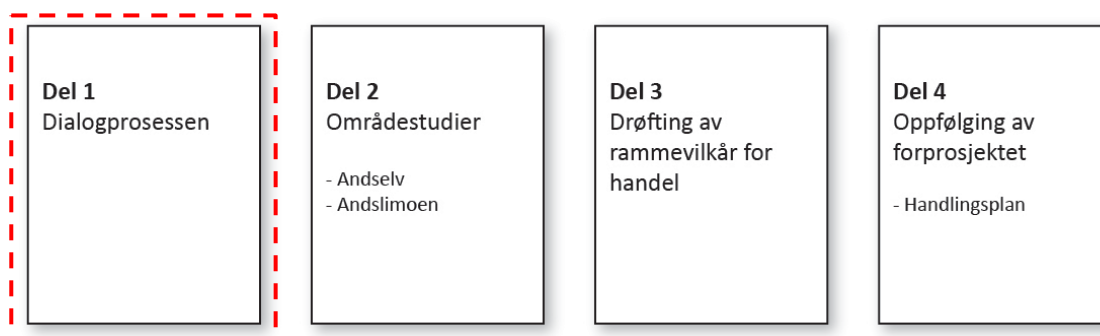 Del 1
Dialogprosessen
Del 2
Områdestudier
- Andselv
- Andslimoen
Del 3
Drøfting av
rammevilkår for
handel
Del 4
Oppfølging av
forprosjektet
- Handlingsplan